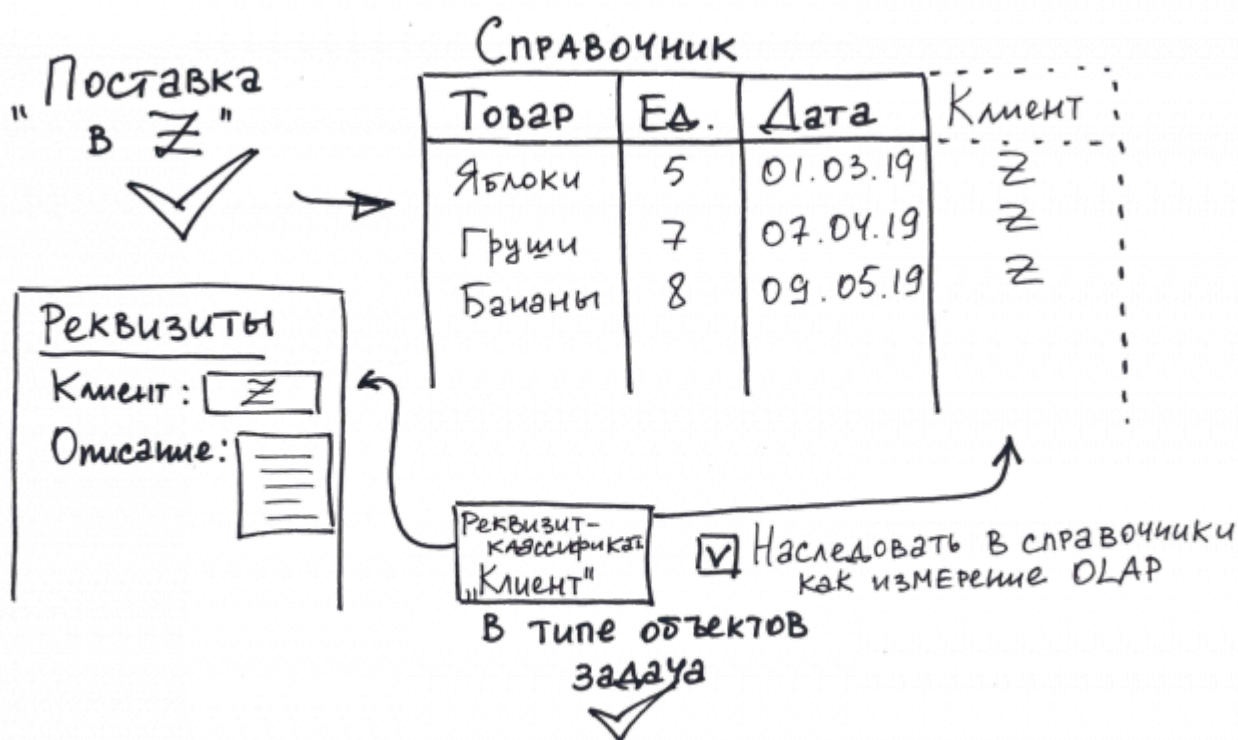 "Поставка
в Z"
Справочник
Товар Ед. Дата Клиент
Яблоки 5 01.03.19 Z
Груши 7 07.04.19 Z
Бананы 8 09.05.19 Z
Реквизиты
Клиент: Z
Описание:
Реквизит-
классификат
"Клиент"
В типе объектов
задача
V Наследовать в справочники
как измерение OLAP